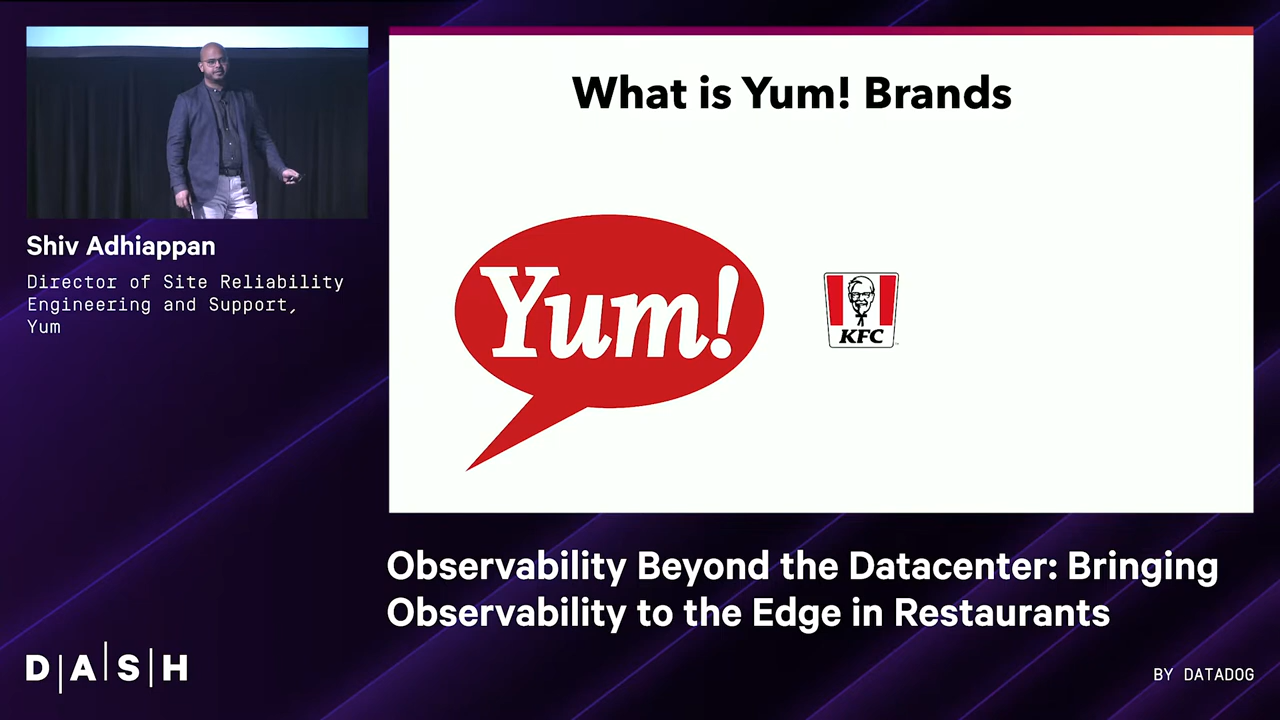 What is Yum! Brands
Yum!
KFC
Shiv Adhiappan
Director of Site Reliability
Engineering and Support,
Yum
Observability Beyond the Datacenter: Bringing
Observability to the Edge in Restaurants
D|A|S|H
BY DATADOG